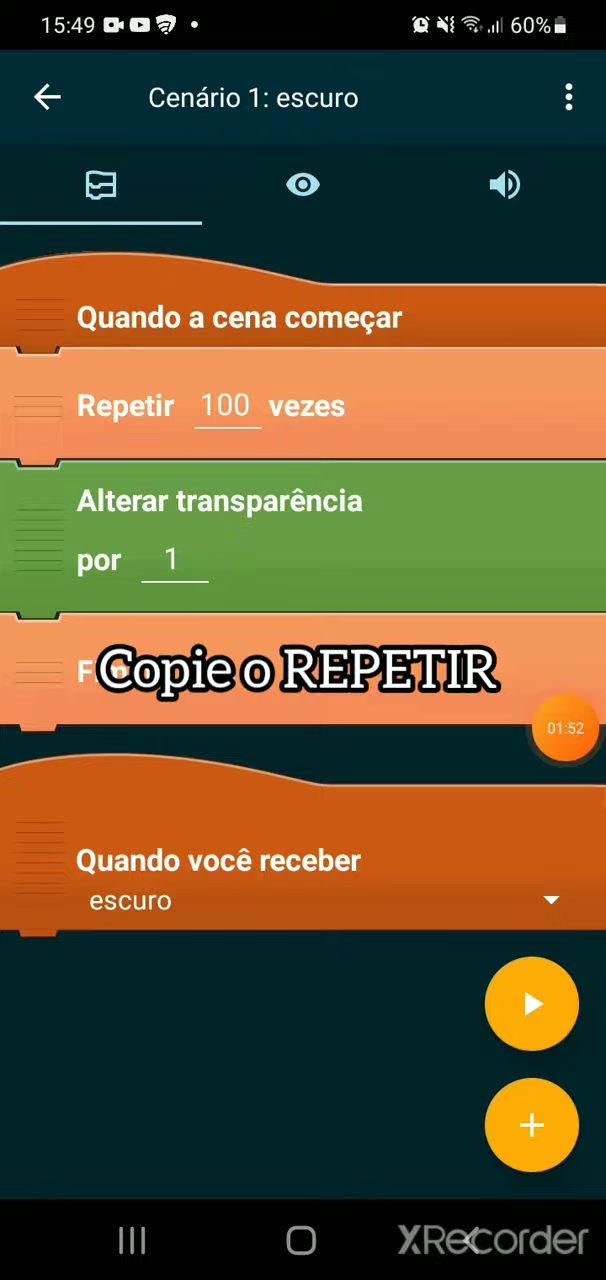 15:49
60%
Cenário 1: escuro
Quando a cena começar
Repetir 100 vezes
Alterar transparência
por 1
Copie o REPETIR
01:52
Quando você receber
escuro
XRecorder